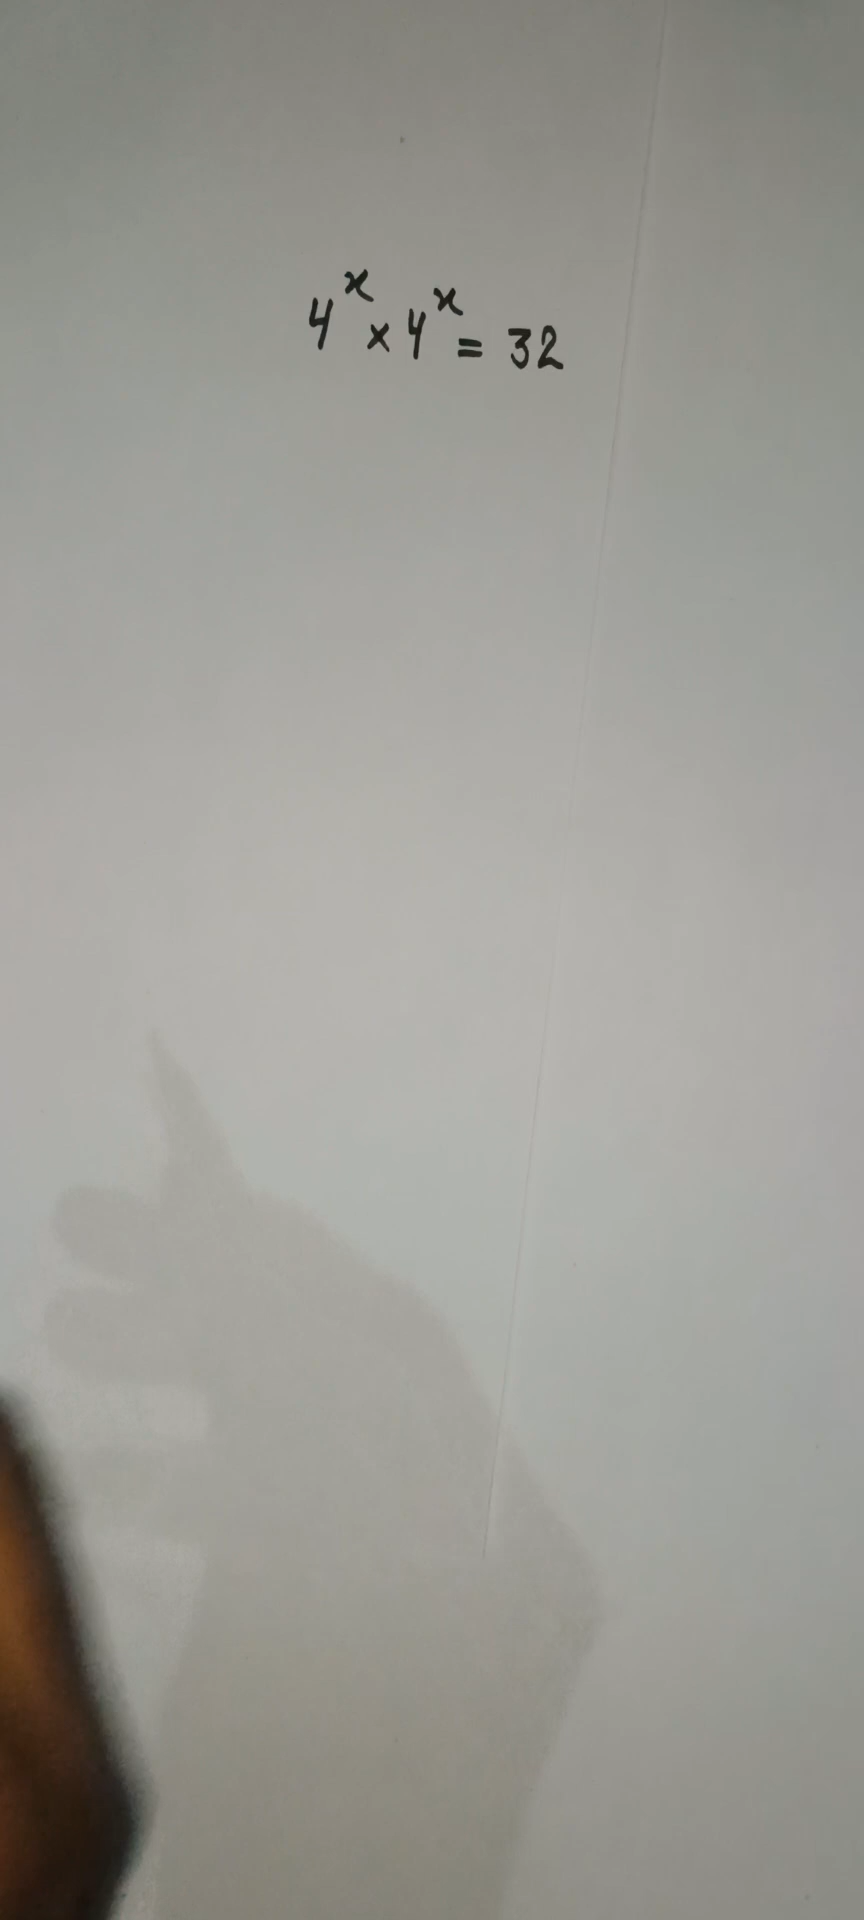 4^x × 4^x = 32